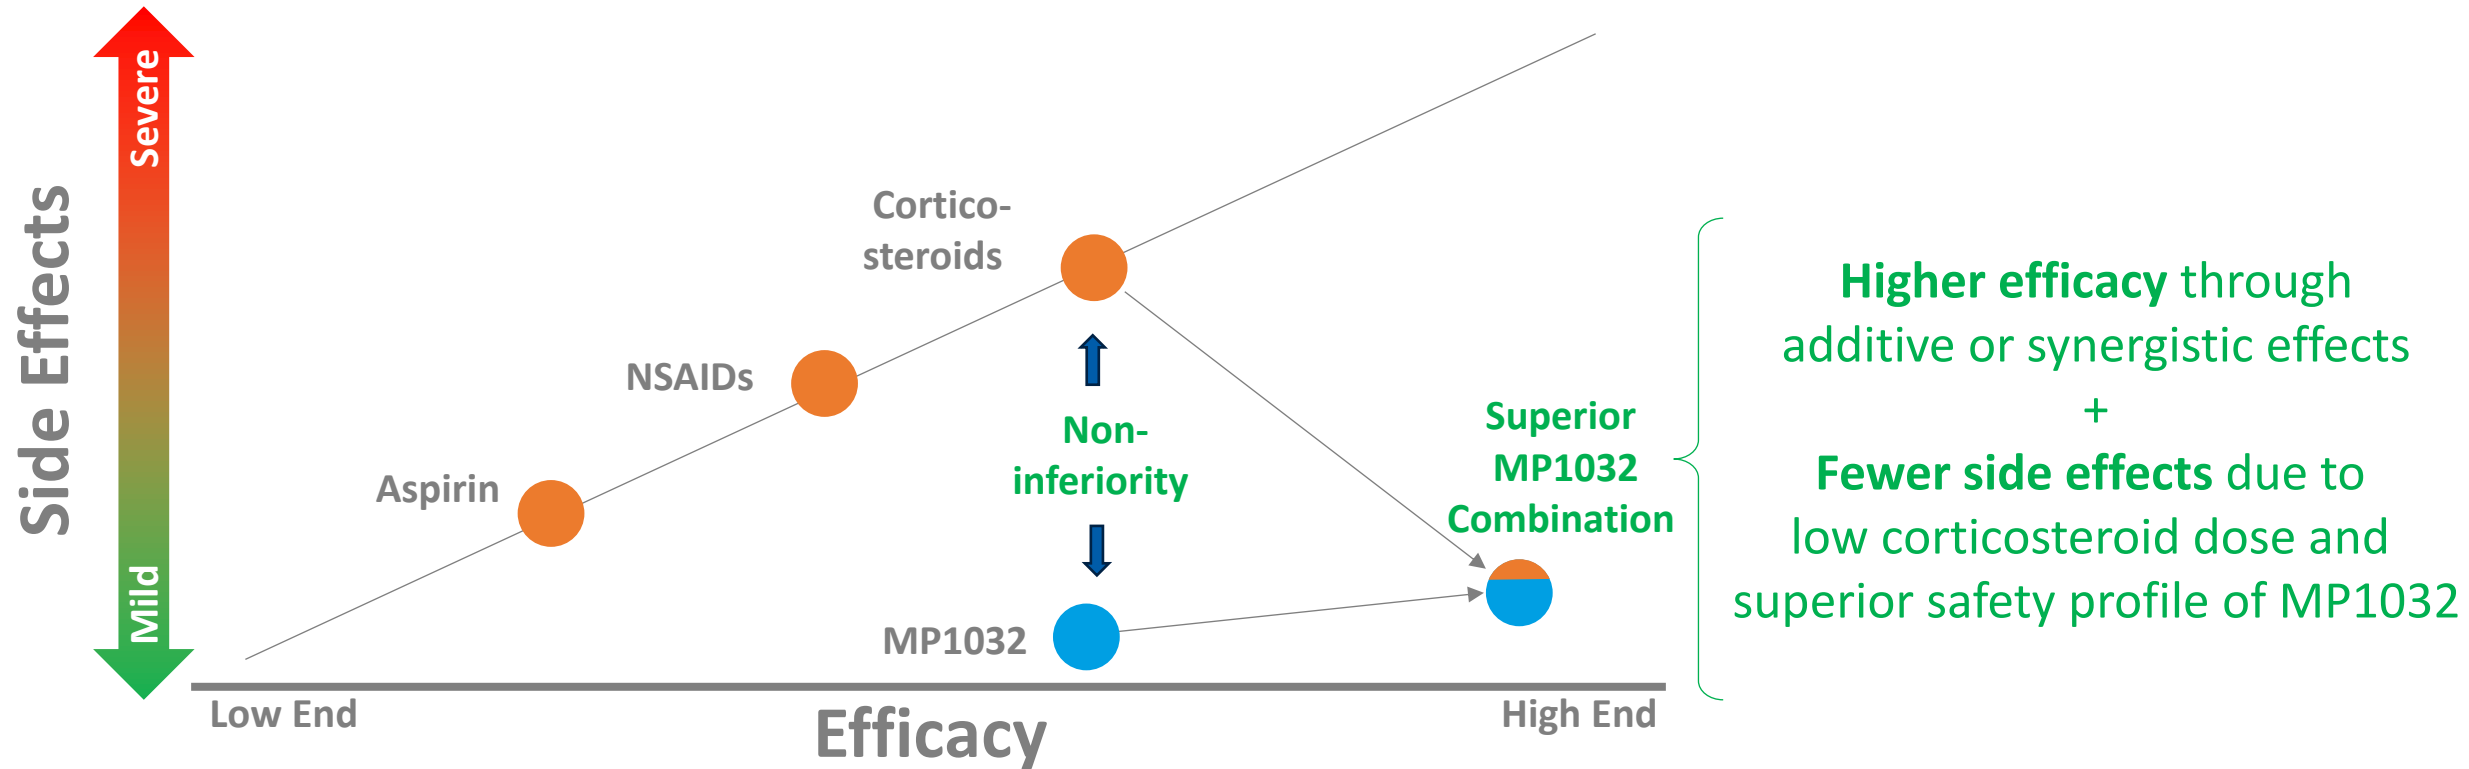 Severe
Side Effects
Mild
Cortico-
steroids
NSAIDs
Aspirin
Non-
inferiority
MP1032
Superior
MP1032
Combination
Low End
Efficacy
High End
Higher efficacy through
additive or synergistic effects
+
Fewer side effects due to
low corticosteroid dose and
superior safety profile of MP1032